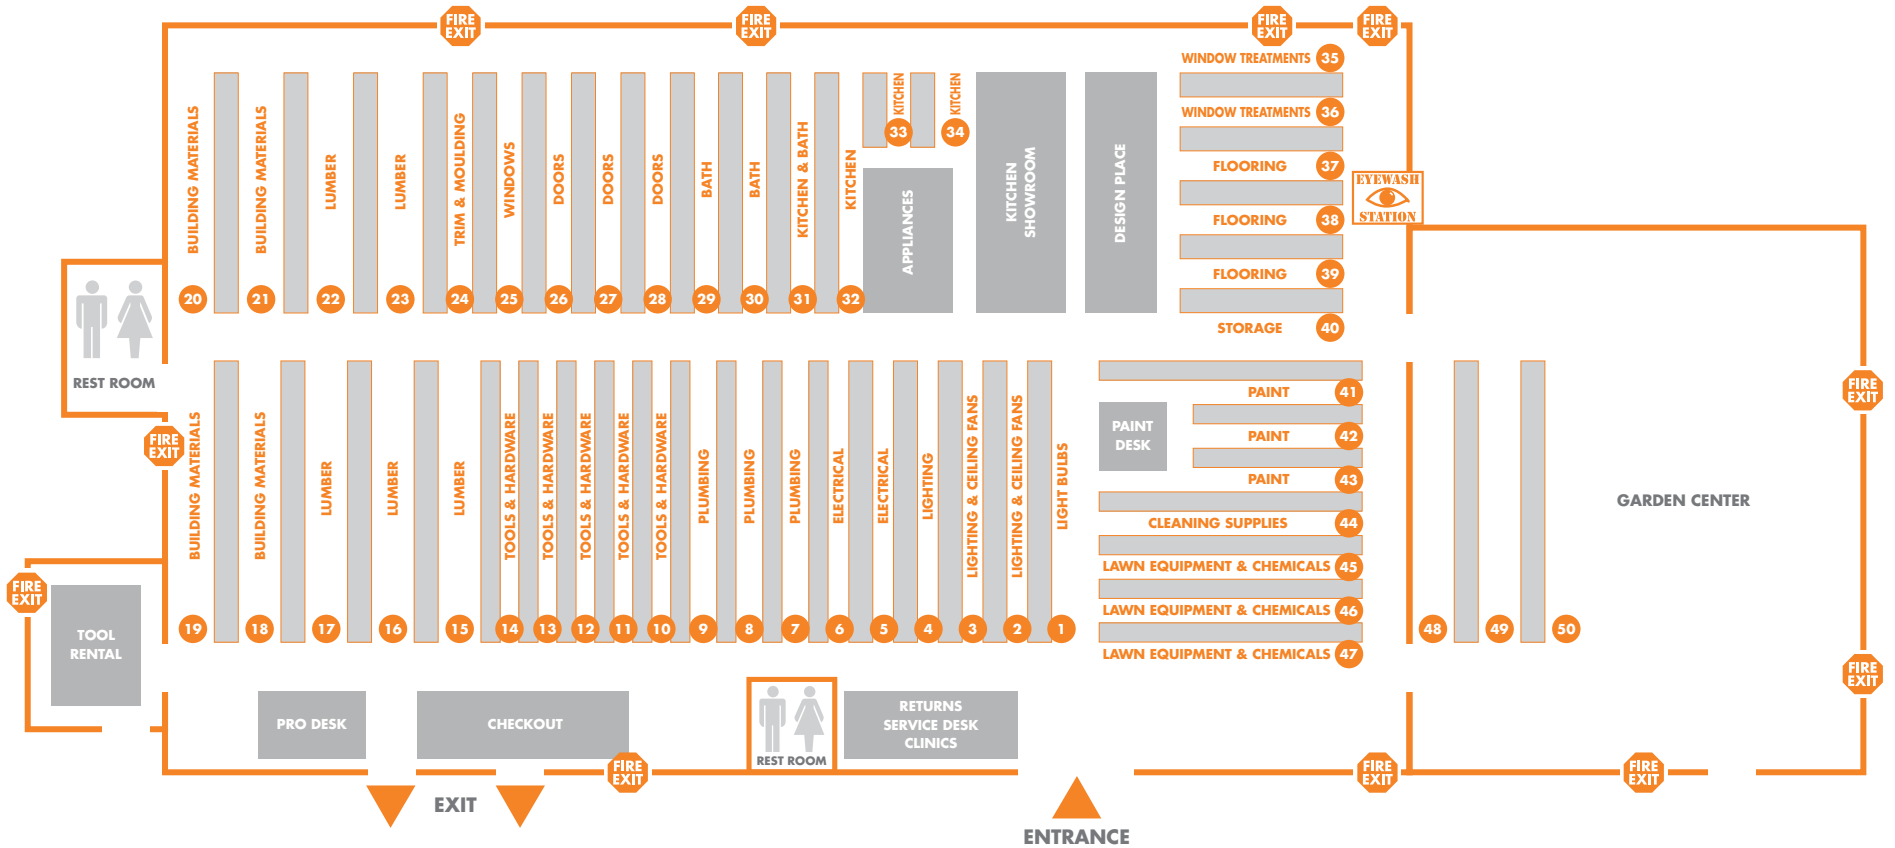 FIRE
EXIT
FIRE
EXIT
FIRE
EXIT
FIRE
EXIT
BUILDING MATERIALS
20
BUILDING MATERIALS
21
LUMBER
22
LUMBER
23
TRIM & MOULDING
24
WINDOWS
25
DOORS
26
DOORS
27
DOORS
28
BATH
29
BATH
30
KITCHEN & BATH
31
KITCHEN
32
KITCHEN
33
KITCHEN
34
APPLIANCES
KITCHEN
SHOWROOM
DESIGN PLACE
WINDOW TREATMENTS 35
WINDOW TREATMENTS 36
FLOORING 37
FLOORING 38
FLOORING 39
STORAGE 40
EYEWASH
STATION
REST ROOM
FIRE
EXIT
BUILDING MATERIALS
19
BUILDING MATERIALS
18
LUMBER
17
LUMBER
16
LUMBER
15
TOOLS & HARDWARE
14
TOOLS & HARDWARE
13
TOOLS & HARDWARE
12
TOOLS & HARDWARE
11
TOOLS & HARDWARE
10
PLUMBING
9
PLUMBING
8
PLUMBING
7
ELECTRICAL
6
ELECTRICAL
5
LIGHTING
4
LIGHTING & CEILING FANS
3
LIGHTING & CEILING FANS
2
LIGHT BULBS
1
PAINT
DESK
PAINT 41
PAINT 42
PAINT 43
CLEANING SUPPLIES 44
LAWN EQUIPMENT & CHEMICALS 45
LAWN EQUIPMENT & CHEMICALS 46
LAWN EQUIPMENT & CHEMICALS 47
48
49
50
GARDEN CENTER
FIRE
EXIT
FIRE
EXIT
FIRE
EXIT
TOOL
RENTAL
PRO DESK
CHECKOUT
REST ROOM
RETURNS
SERVICE DESK
CLINICS
FIRE
EXIT
FIRE
EXIT
FIRE
EXIT
EXIT
ENTRANCE